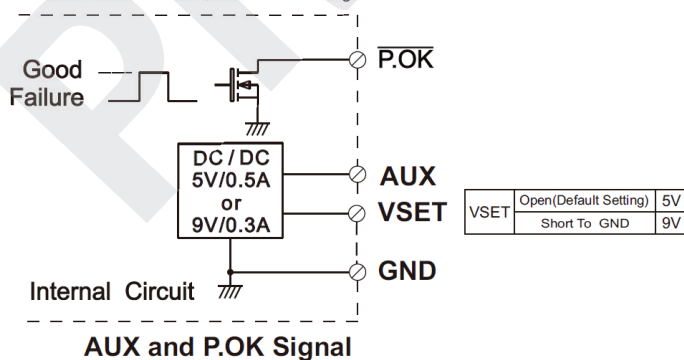 Good
Failure
P.OK
DC / DC
5V/0.5A
or
9V/0.3A
AUX
VSET
GND
VSET
Open(Default Setting) 5V
Short To GND 9V
Internal Circuit
AUX and P.OK Signal